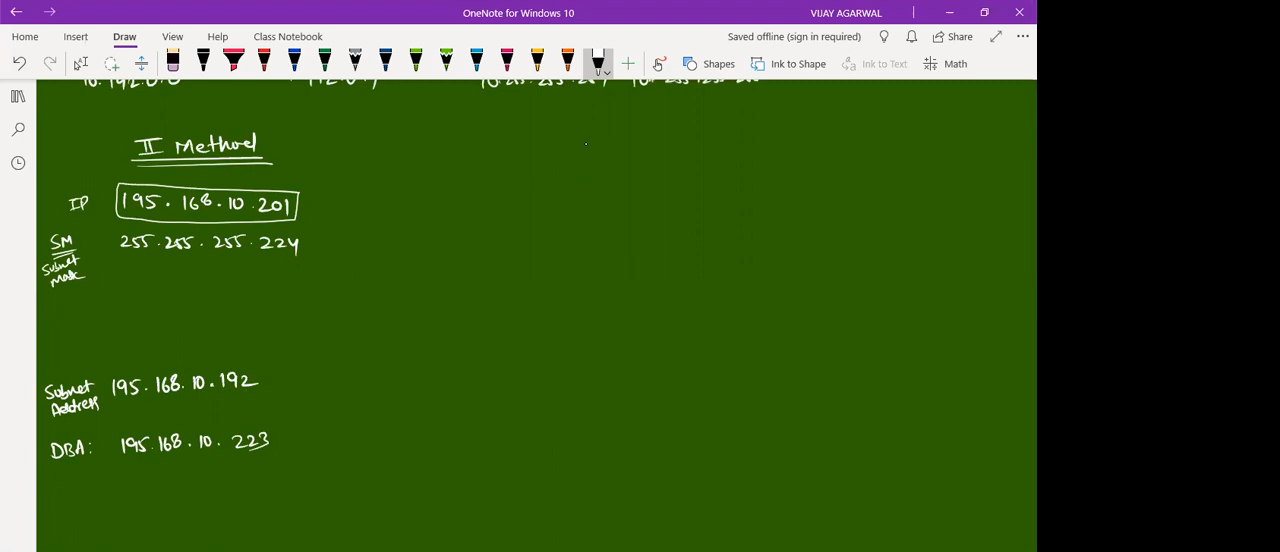 OneNote for Windows 10
VIJAY AGARWAL
Home Insert Draw View Help Class Notebook
Saved offline (sign in required) Share
Shapes Ink to Shape Ink to Text Math
II Method
IP 195.168.10.201
SM 255.255.255.224
Subnet
Mask
Subnet 195.168.10.192
Address
DBA: 195.168.10.223